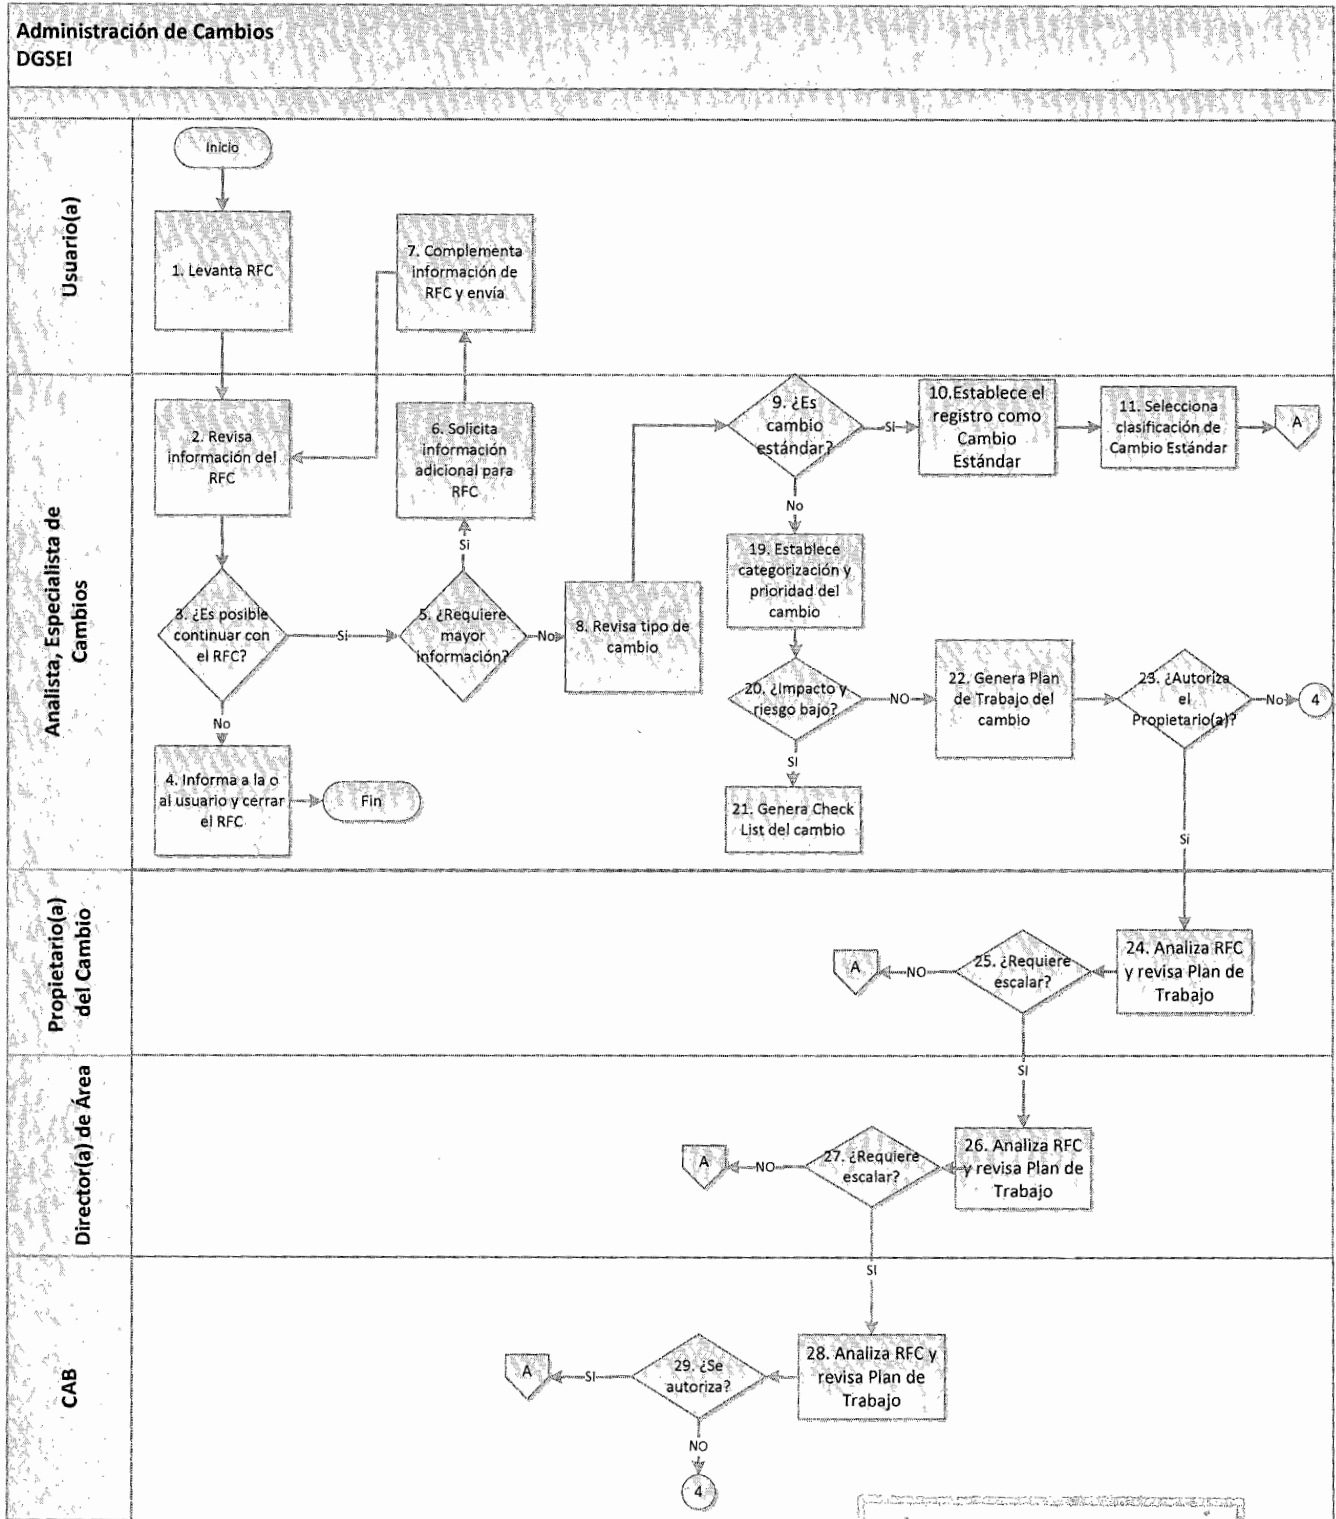 Administración de Cambios
DGSEI
Usuario(a)
Inicio
1. Levanta RFC
7. Complementa
información de
RFC y envía
Analista, Especialista de
Cambios
2. Revisa
información del
RFC
6. Solicita
información
adicional para
RFC
9. ¿Es
cambio
estándar?
Si
10.Establece el
registro como
Cambio
Estándar
11. Selecciona
clasificación de
Cambio Estándar
A
No
Si
19. Establece
categorización y
prioridad del
cambio
3. ¿Es posible
continuar con
el RFC?
Si
5. ¿Requiere
mayor
información?
No
8. Revisa tipo de
cambio
20. ¿Impacto y
riesgo bajo?
NO
22. Genera Plan
de Trabajo del
cambio
23. ¿Autoriza
el
Propietario(a)?
No
4
No
SI
4. Informa a la o
al usuario y cerrar
el RFC
Fin
21. Genera Check
List del cambio
Si
Propietario(a)
del Cambio
A
NO
25. ¿Requiere
escalar?
24. Analiza RFC
y revisa Plan de
Trabajo
SI
Director(a) de Área
A
NO
27. ¿Requiere
escalar?
26. Analiza RFC
y revisa Plan de
Trabajo
SI
CAB
A
SI
29. ¿Se
autoriza?
28. Analiza RFC y
revisa Plan de
Trabajo
NO
4